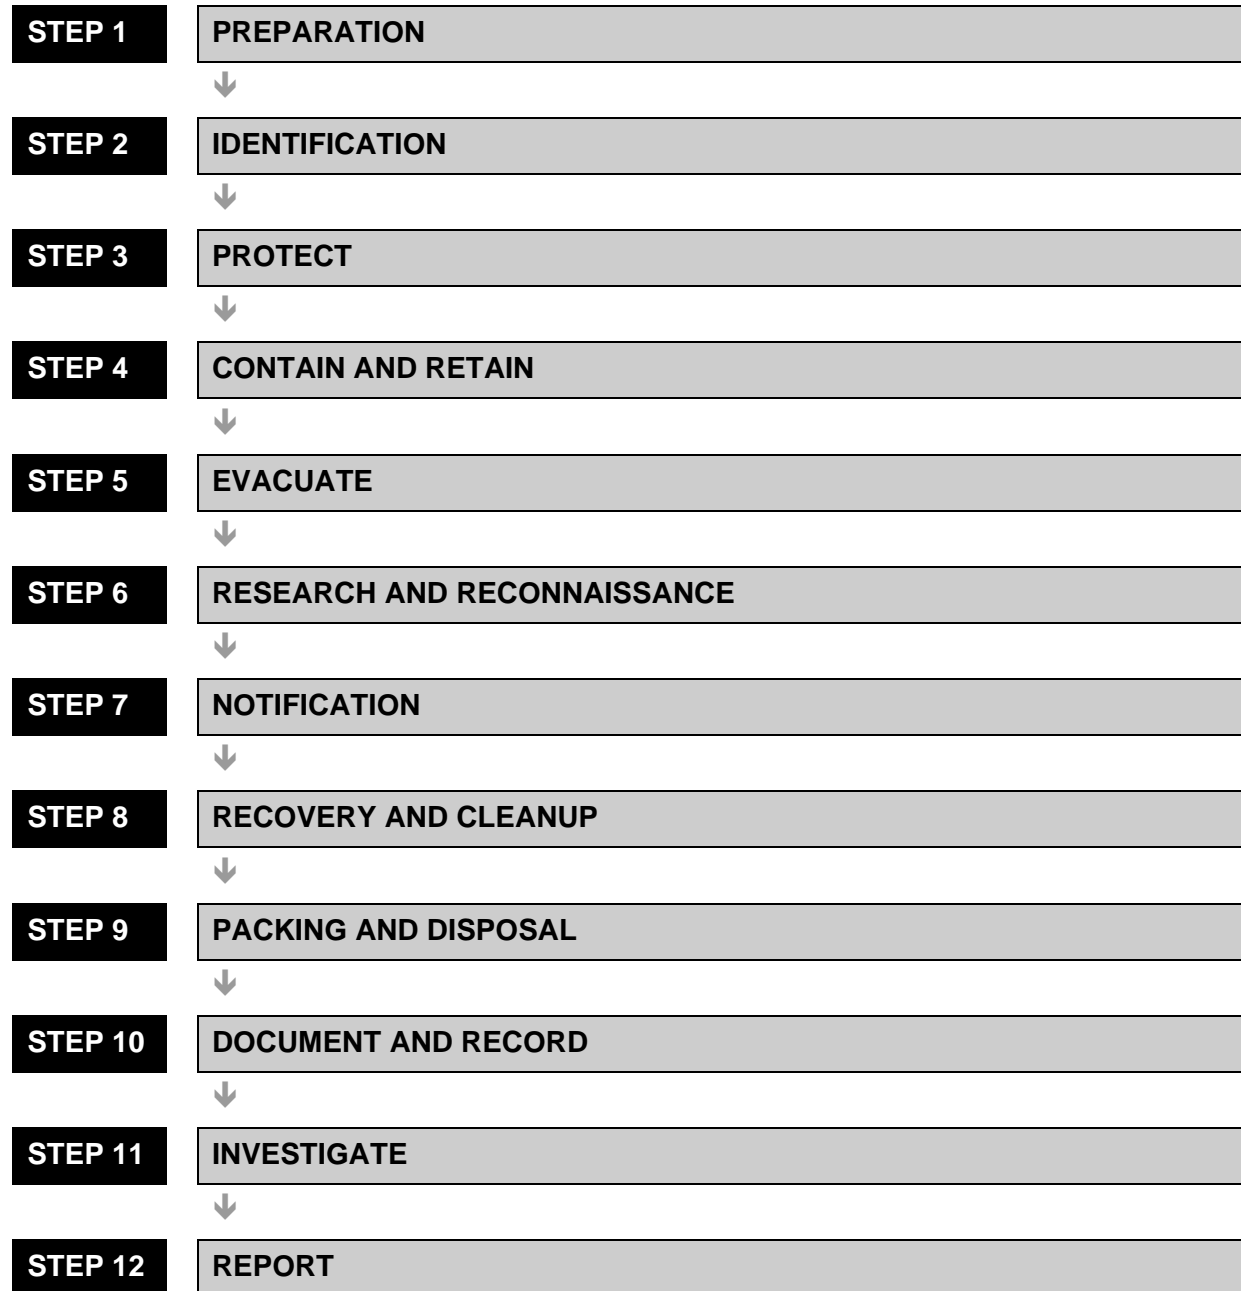 STEP 1 PREPARATION
STEP 2 IDENTIFICATION
STEP 3 PROTECT
STEP 4 CONTAIN AND RETAIN
STEP 5 EVACUATE
STEP 6 RESEARCH AND RECONNAISSANCE
STEP 7 NOTIFICATION
STEP 8 RECOVERY AND CLEANUP
STEP 9 PACKING AND DISPOSAL
STEP 10 DOCUMENT AND RECORD
STEP 11 INVESTIGATE
STEP 12 REPORT